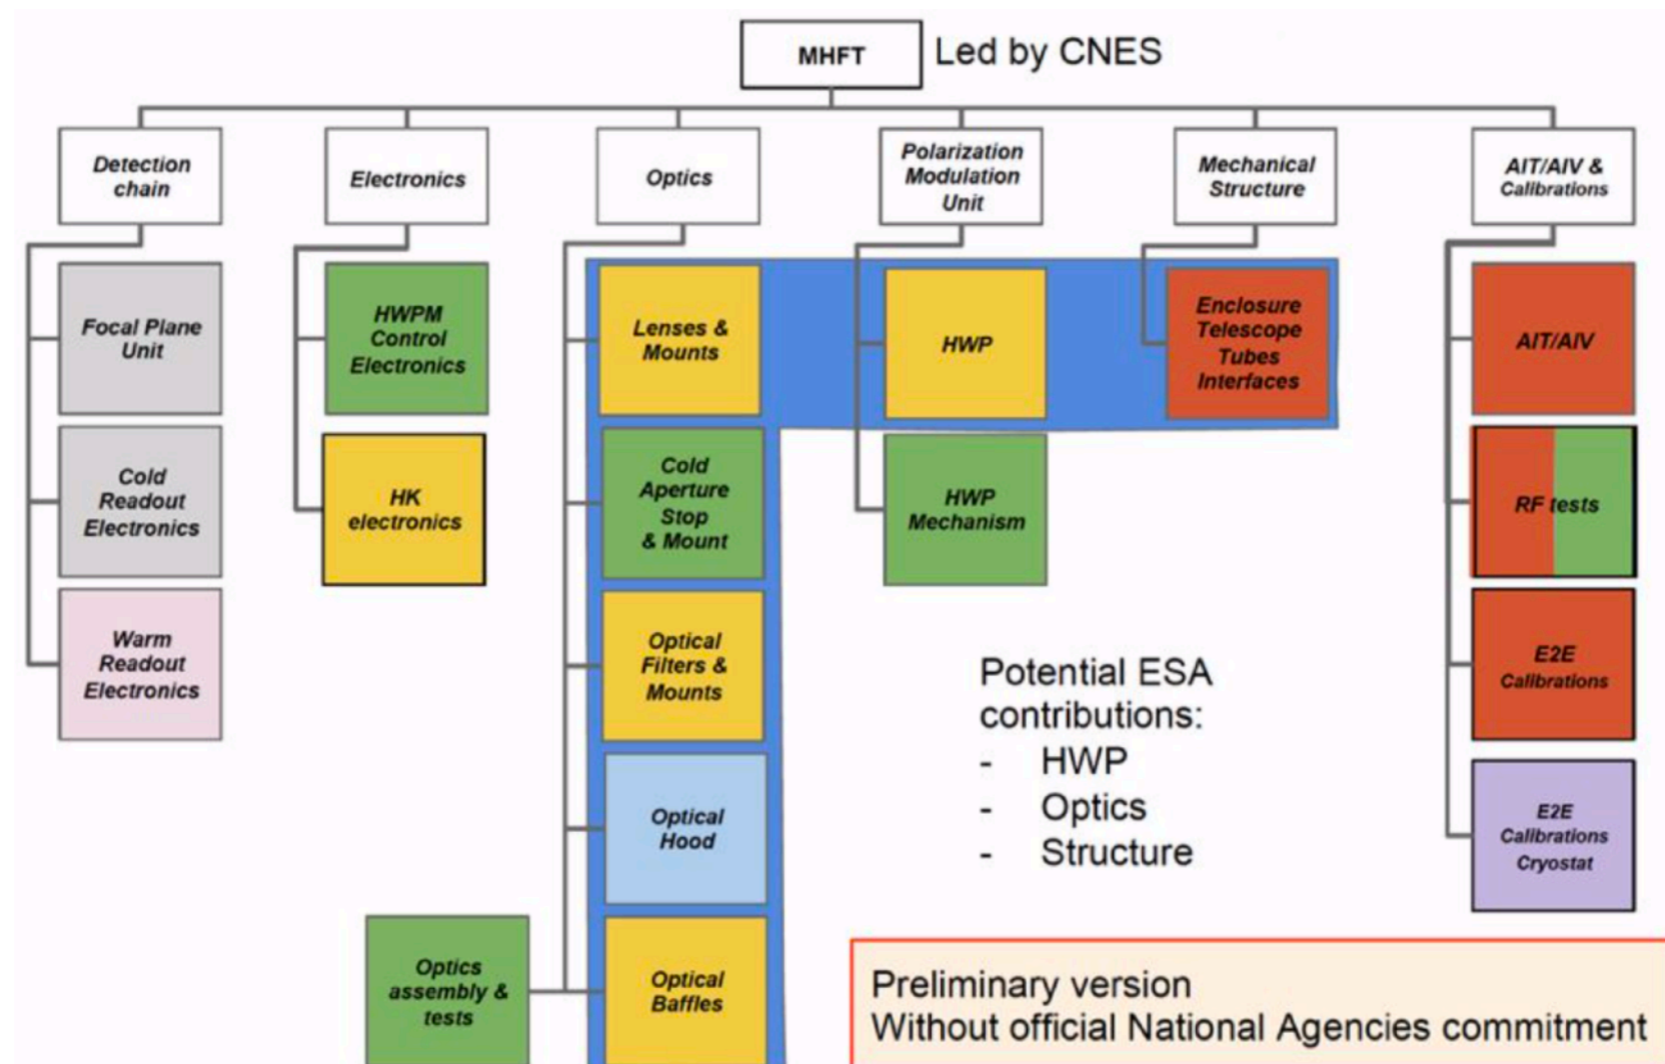 MHFT
Led by CNES
Detection
chain
Electronics
Optics
Polarization
Modulation
Unit
Mechanical
Structure
AIT/AIV &
Calibrations
Focal Plane
Unit
HWPM
Control
Electronics
Lenses &
Mounts
HWP
Enclosure
Telescope
Tubes
Interfaces
AIT/AIV
Cold
Readout
Electronics
HK
electronics
Cold
Aperture
Stop
& Mount
HWP
Mechanism
RF tests
Warm
Readout
Electronics
Optical
Filters &
Mounts
E2E
Calibrations
Potential ESA
contributions:
- HWP
- Optics
- Structure
Optical
Hood
E2E
Calibrations
Cryostat
Optics
assembly &
tests
Optical
Baffles
Preliminary version
Without official National Agencies commitment